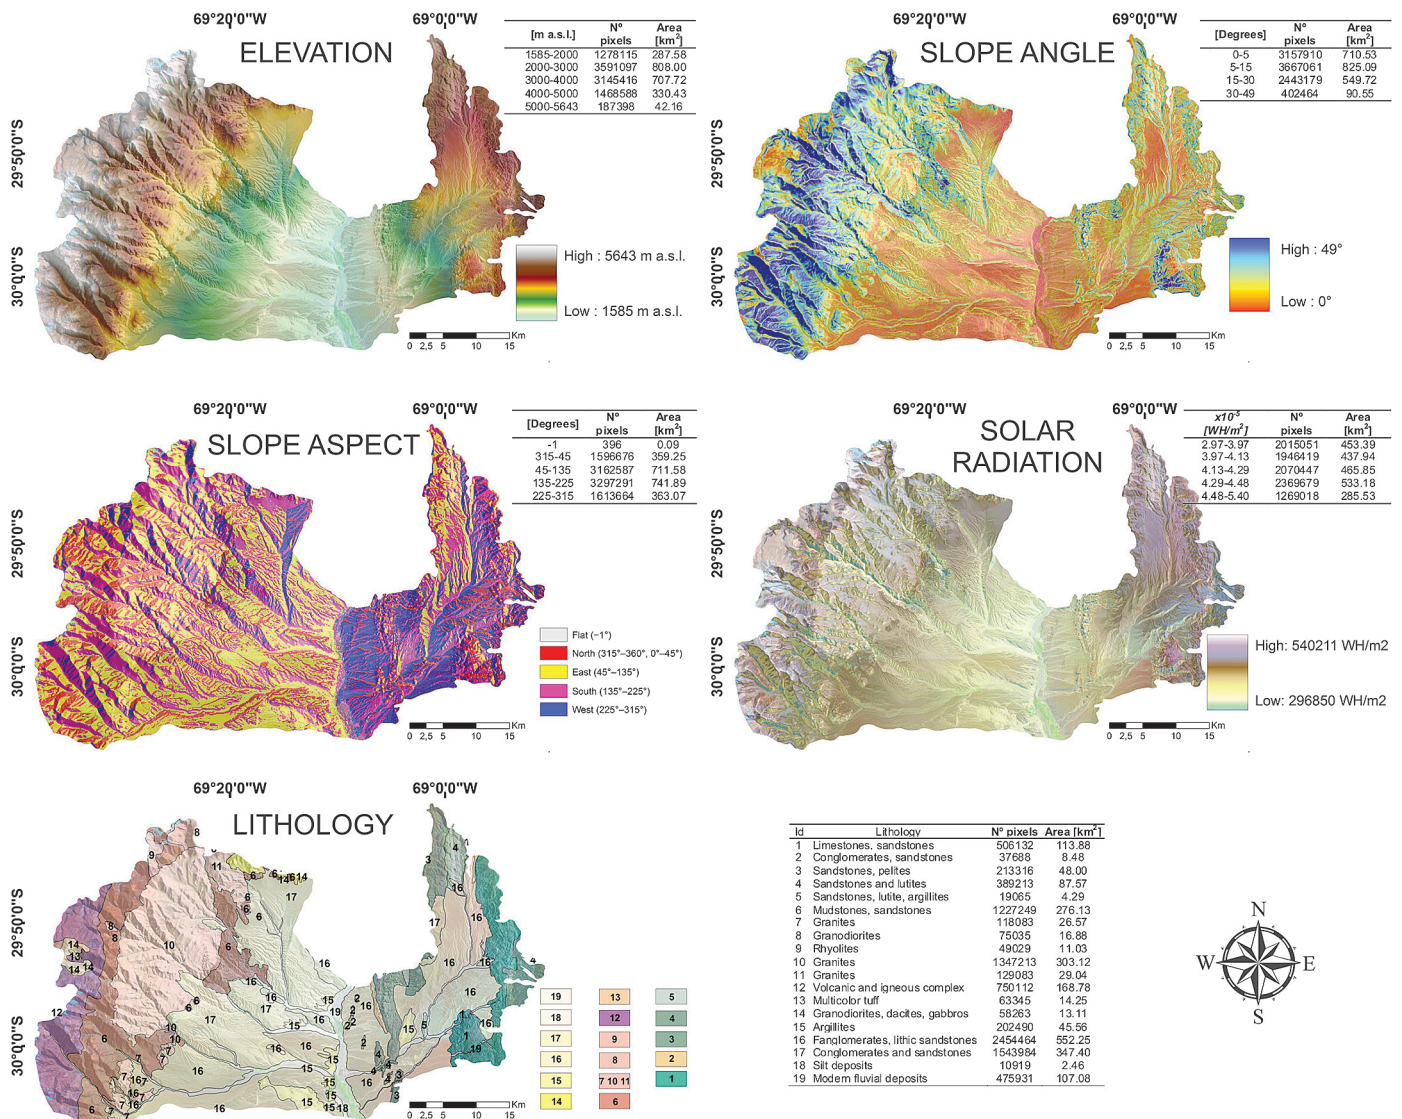 69°20'0"W 69°0'0"W
ELEVATION
[m a.s.l.] Nº pixels Area [km²]
1585-2000 1278115 287.58
2000-3000 3591097 808.00
3000-4000 3145416 707.72
4000-5000 1468588 330.43
5000-5643 187398 42.16
29°50'0"S
30°0'0"S
High : 5643 m a.s.l.
Low : 1585 m a.s.l.
0 2,5 5 10 15 Km
69°20'0"W 69°0'0"W
SLOPE ANGLE
[Degrees] Nº pixels Area [km²]
0-5 3157910 710.53
5-15 3667061 825.09
15-30 2443179 549.72
30-49 402464 90.55
29°50'0"S
30°0'0"S
High : 49°
Low : 0°
0 2,5 5 10 15 Km
69°20'0"W 69°0'0"W
SLOPE ASPECT
[Degrees] Nº pixels Area [km²]
-1 396 0.09
315-45 1596676 359.25
45-135 3162587 711.58
135-225 3297291 741.89
225-315 1613664 363.07
29°50'0"S
30°0'0"S
Flat (−1°)
North (315°–360°, 0°–45°)
East (45°–135°)
South (135°–225°)
West (225°–315°)
0 2,5 5 10 15 Km
69°20'0"W 69°0'0"W
SOLAR
RADIATION
x10⁻⁵ [WH/m²] Nº pixels Area [km²]
2.97-3.97 2015051 453.39
3.97-4.13 1946419 437.94
4.13-4.29 2070447 465.85
4.29-4.48 2369679 533.18
4.48-5.40 1269018 285.53
29°50'0"S
30°0'0"S
High: 540211 WH/m2
Low: 296850 WH/m2
0 2,5 5 10 15 Km
69°20'0"W 69°0'0"W
LITHOLOGY
29°50'0"S
30°0'0"S
19 13 5
18 12 4
17 9 3
16 8 2
15 7 10 11 1
14 6
0 2,5 5 10 15 Km
Id Lithology Nº pixels Area [km²]
1 Limestones, sandstones 506132 113.88
2 Conglomerates, sandstones 37688 8.48
3 Sandstones, pelites 213316 48.00
4 Sandstones and lutites 389213 87.57
5 Sandstones, lutite, argillites 19065 4.29
6 Mudstones, sandstones 1227249 276.13
7 Granites 118083 26.57
8 Granodiorites 75035 16.88
9 Rhyolites 49029 11.03
10 Granites 1347213 303.12
11 Granites 129083 29.04
12 Volcanic and igneous complex 750112 168.78
13 Multicolor tuff 63345 14.25
14 Granodiorites, dacites, gabbros 58263 13.11
15 Argillites 202490 45.56
16 Fanglomerates, lithic sandstones 2454464 552.25
17 Conglomerates and sandstones 1543984 347.40
18 Silt deposits 10919 2.46
19 Modern fluvial deposits 475931 107.08
N
W E
S